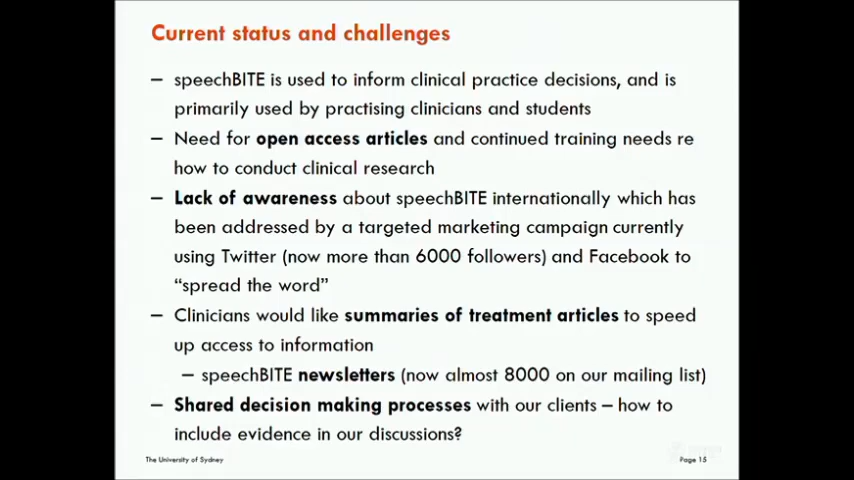 Current status and challenges
– speechBITE is used to inform clinical practice decisions, and is
primarily used by practising clinicians and students
– Need for open access articles and continued training needs re
how to conduct clinical research
– Lack of awareness about speechBITE internationally which has
been addressed by a targeted marketing campaign currently
using Twitter (now more than 6000 followers) and Facebook to
“spread the word”
– Clinicians would like summaries of treatment articles to speed
up access to information
– speechBITE newsletters (now almost 8000 on our mailing list)
– Shared decision making processes with our clients – how to
include evidence in our discussions?
The University of Sydney
Page 15